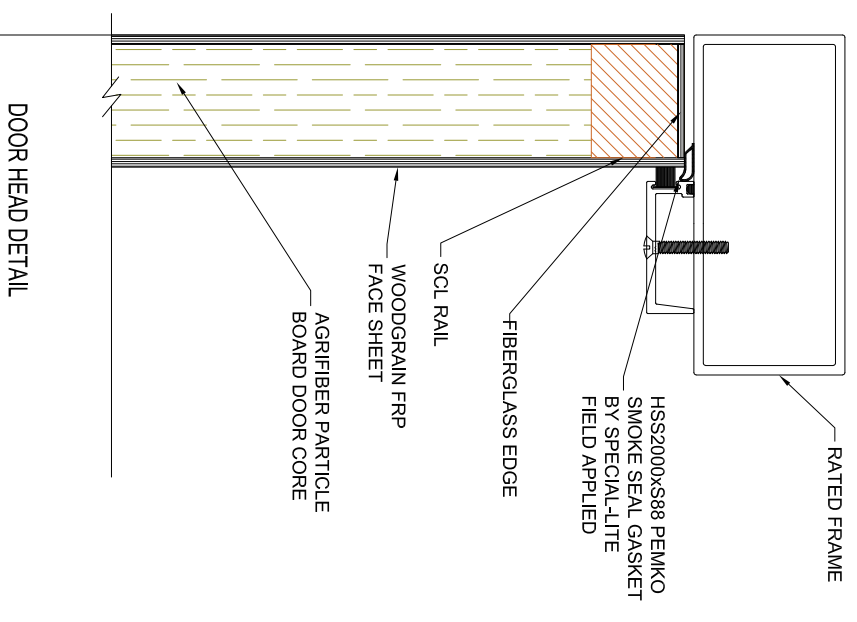 RATED FRAME
HSS2000xS88 PEMKO
SMOKE SEAL GASKET
BY SPECIAL-LITE
FIELD APPLIED
FIBERGLASS EDGE
SCL RAIL
WOODGRAIN FRP
FACE SHEET
AGRIFIBER PARTICLE
BOARD DOOR CORE
DOOR HEAD DETAIL